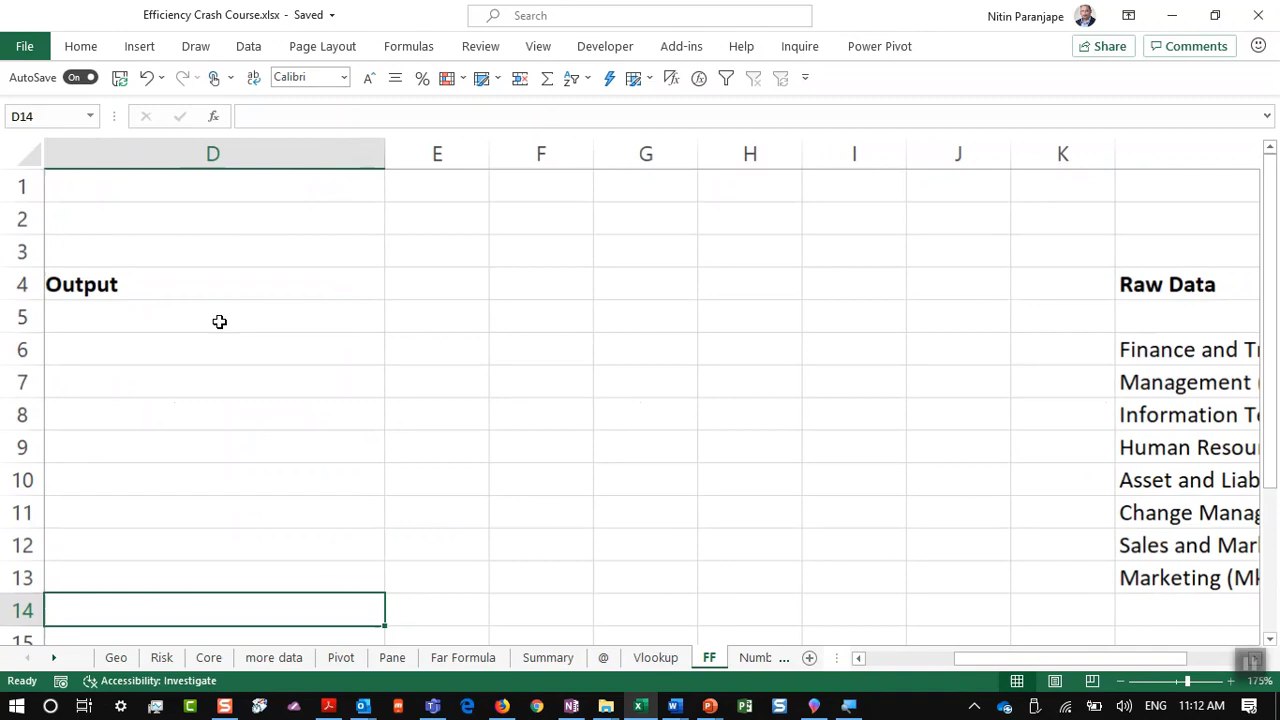 Efficiency Crash Course.xlsx - Saved
Search
Nitin Paranjape
File Home Insert Draw Data Page Layout Formulas Review View Developer Add-ins Help Inquire Power Pivot
Share Comments
AutoSave On Calibri
D14
fx
D E F G H I J K
1
2
3
4 Output Raw Data
5
6 Finance and Tr
7 Management (
8 Information Te
9 Human Resour
10 Asset and Liab
11 Change Manag
12 Sales and Mar
13 Marketing (Mk
14
15
Geo Risk Core more data Pivot Pane Far Formula Summary @ Vlookup FF Numb ...
Ready Accessibility: Investigate 175%
ENG 11:12 AM